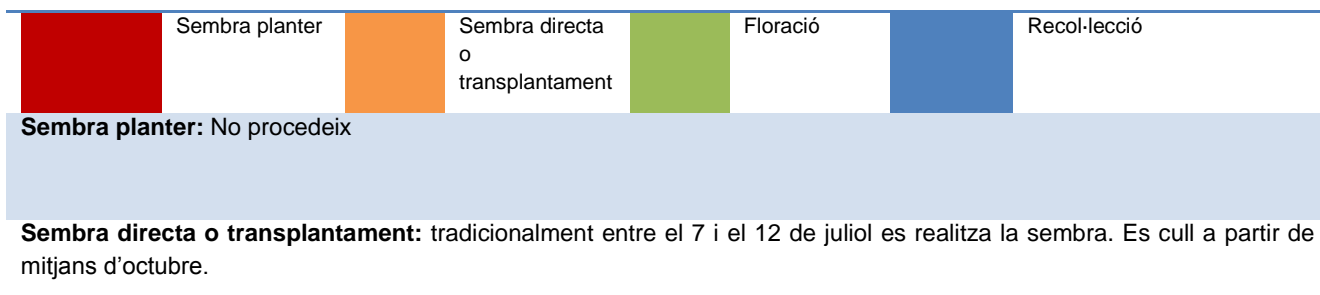 Sembra planter
Sembra directa
o
transplantament
Floració
Recol·lecció
Sembra planter: No procedeix
Sembra directa o transplantament: tradicionalment entre el 7 i el 12 de juliol es realitza la sembra. Es cull a partir de
mitjans d’octubre.